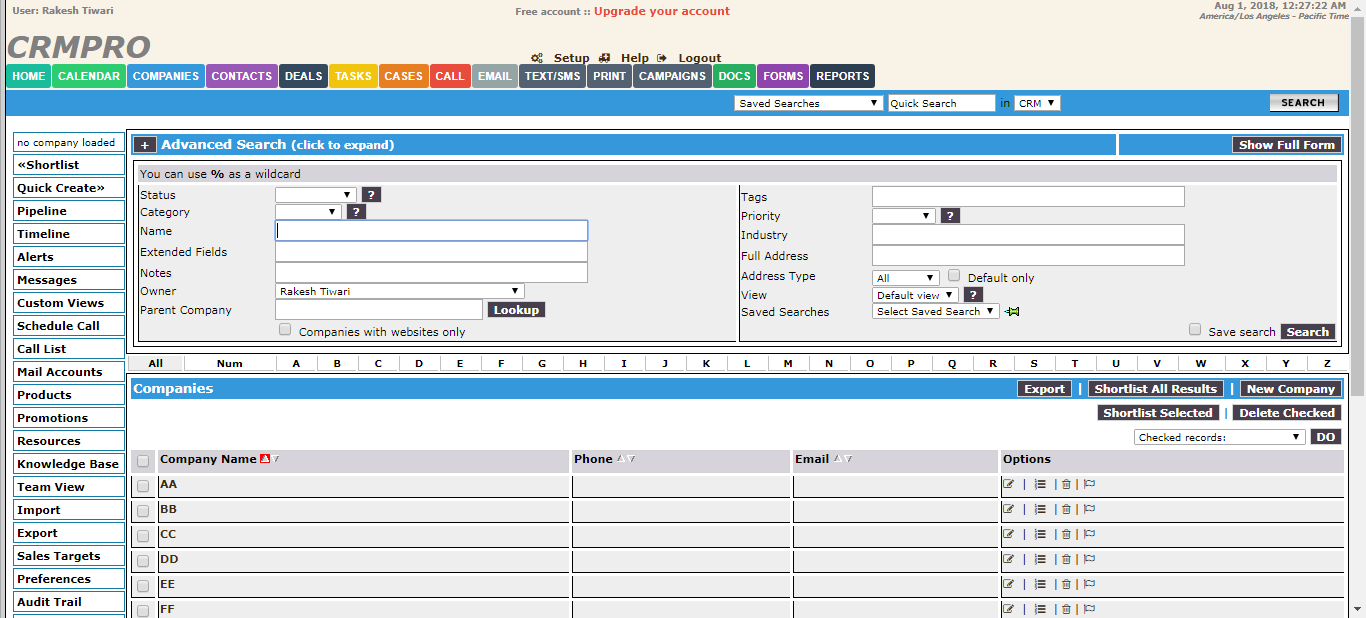 User: Rakesh Tiwari
Free account :: Upgrade your account
Aug 1, 2018, 12:27:22 AM
America/Los Angeles - Pacific Time
CRMPRO
Setup Help Logout
HOME CALENDAR COMPANIES CONTACTS DEALS TASKS CASES CALL EMAIL TEXT/SMS PRINT CAMPAIGNS DOCS FORMS REPORTS
Saved Searches Quick Search in CRM SEARCH
no company loaded
«Shortlist
Quick Create»
Pipeline
Timeline
Alerts
Messages
Custom Views
Schedule Call
Call List
Mail Accounts
Products
Promotions
Resources
Knowledge Base
Team View
Import
Export
Sales Targets
Preferences
Audit Trail
+ Advanced Search (click to expand) Show Full Form
You can use % as a wildcard
Status ?
Category ?
Name
Extended Fields
Notes
Owner Rakesh Tiwari
Parent Company Lookup
Companies with websites only
Tags
Priority ?
Industry
Full Address
Address Type All Default only
View Default view ?
Saved Searches Select Saved Search
Save search Search
All Num A B C D E F G H I J K L M N O P Q R S T U V W X Y Z
Companies Export | Shortlist All Results | New Company
Shortlist Selected | Delete Checked
Checked records: DO
Company Name Phone Email Options
AA | | |
BB | | |
CC | | |
DD | | |
EE | | |
FF | | |